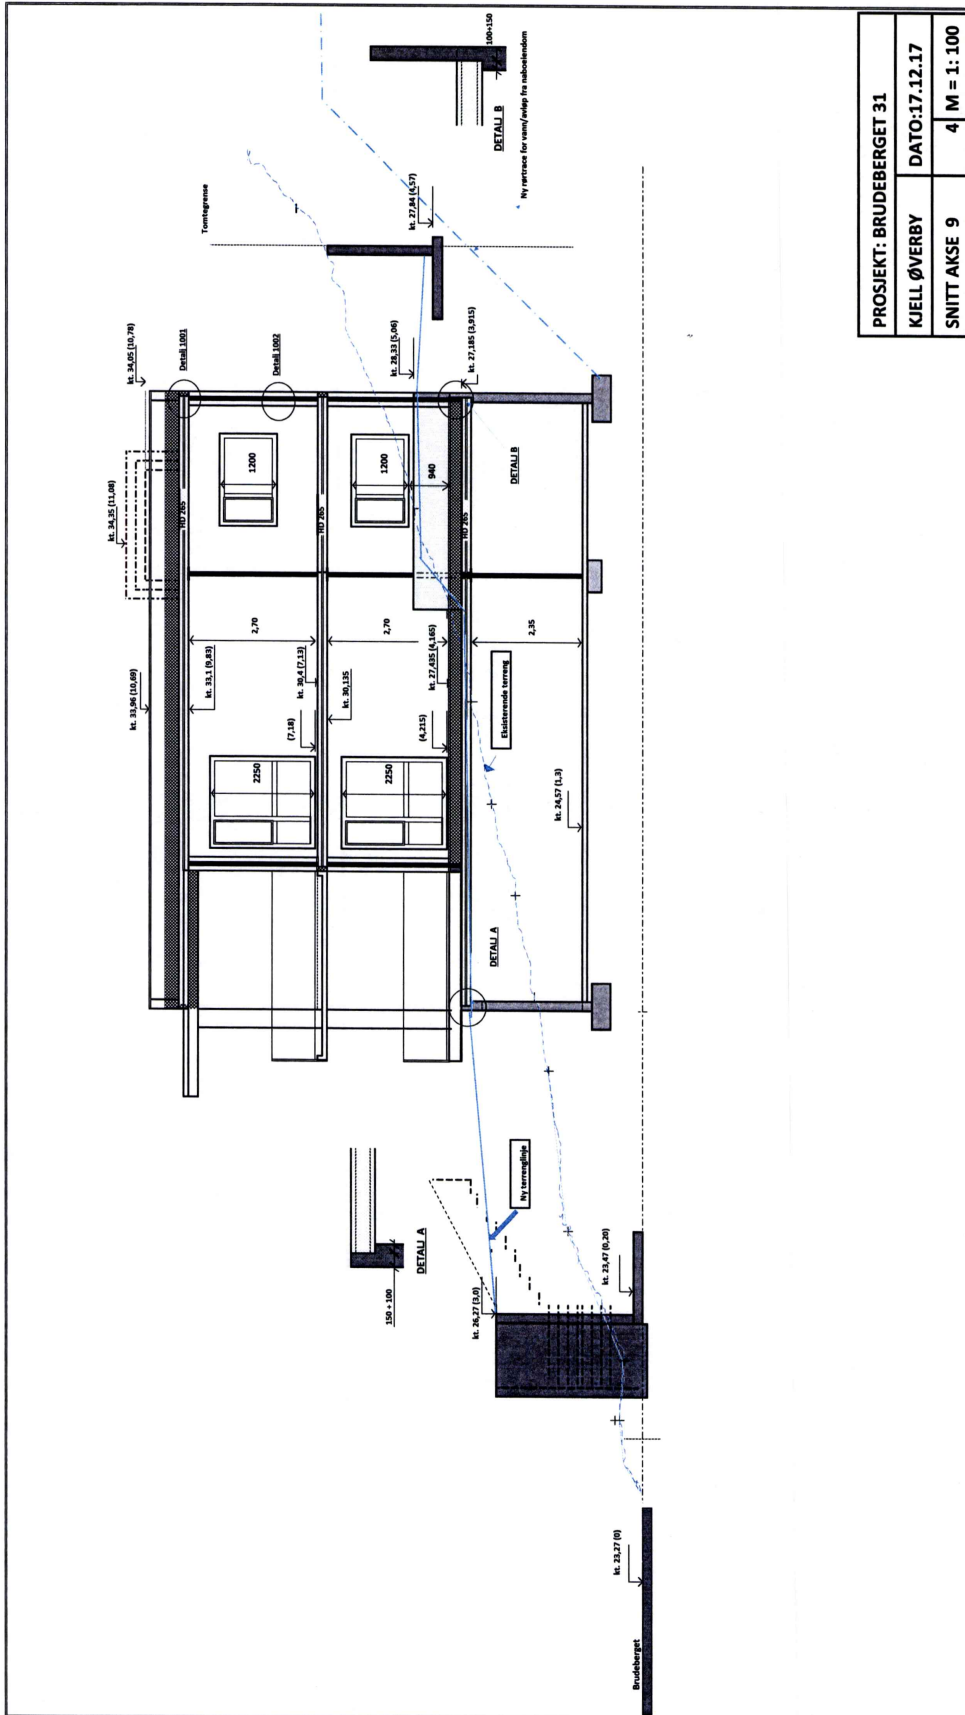 Tomtegrense
100+150
DETALJ B
Ny rørtrace for vann/avløp fra naboeiendom
kt. 27,84 (4,57)
kt. 34,05 (10,78)
Detalj 1001
Detalj 1002
kt. 28,33 (5,06)
kt. 27,185 (3,915)
kt. 34,35 (11,08)
HD 265
1200
HD 265
1200
940
HD 265
DETALJ B
kt. 33,96 (10,69)
2,70
kt. 33,1 (9,83)
2,70
kt. 30,4 (7,13)
kt. 30,135
(7,18)
kt. 27,435 (4,165)
(4,215)
2,35
Eksisterende terreng
2250
2250
kt. 24,57 (1,3)
DETALJ A
150 + 100
DETALJ A
Ny terrenglinje
kt. 26,27 (3,0)
kt. 23,47 (0,20)
kt. 23,27 (0)
Brudeberget
PROSJEKT: BRUDEBERGET 31
KJELL ØVERBY DATO:17.12.17
SNITT AKSE 9 4 M = 1: 100